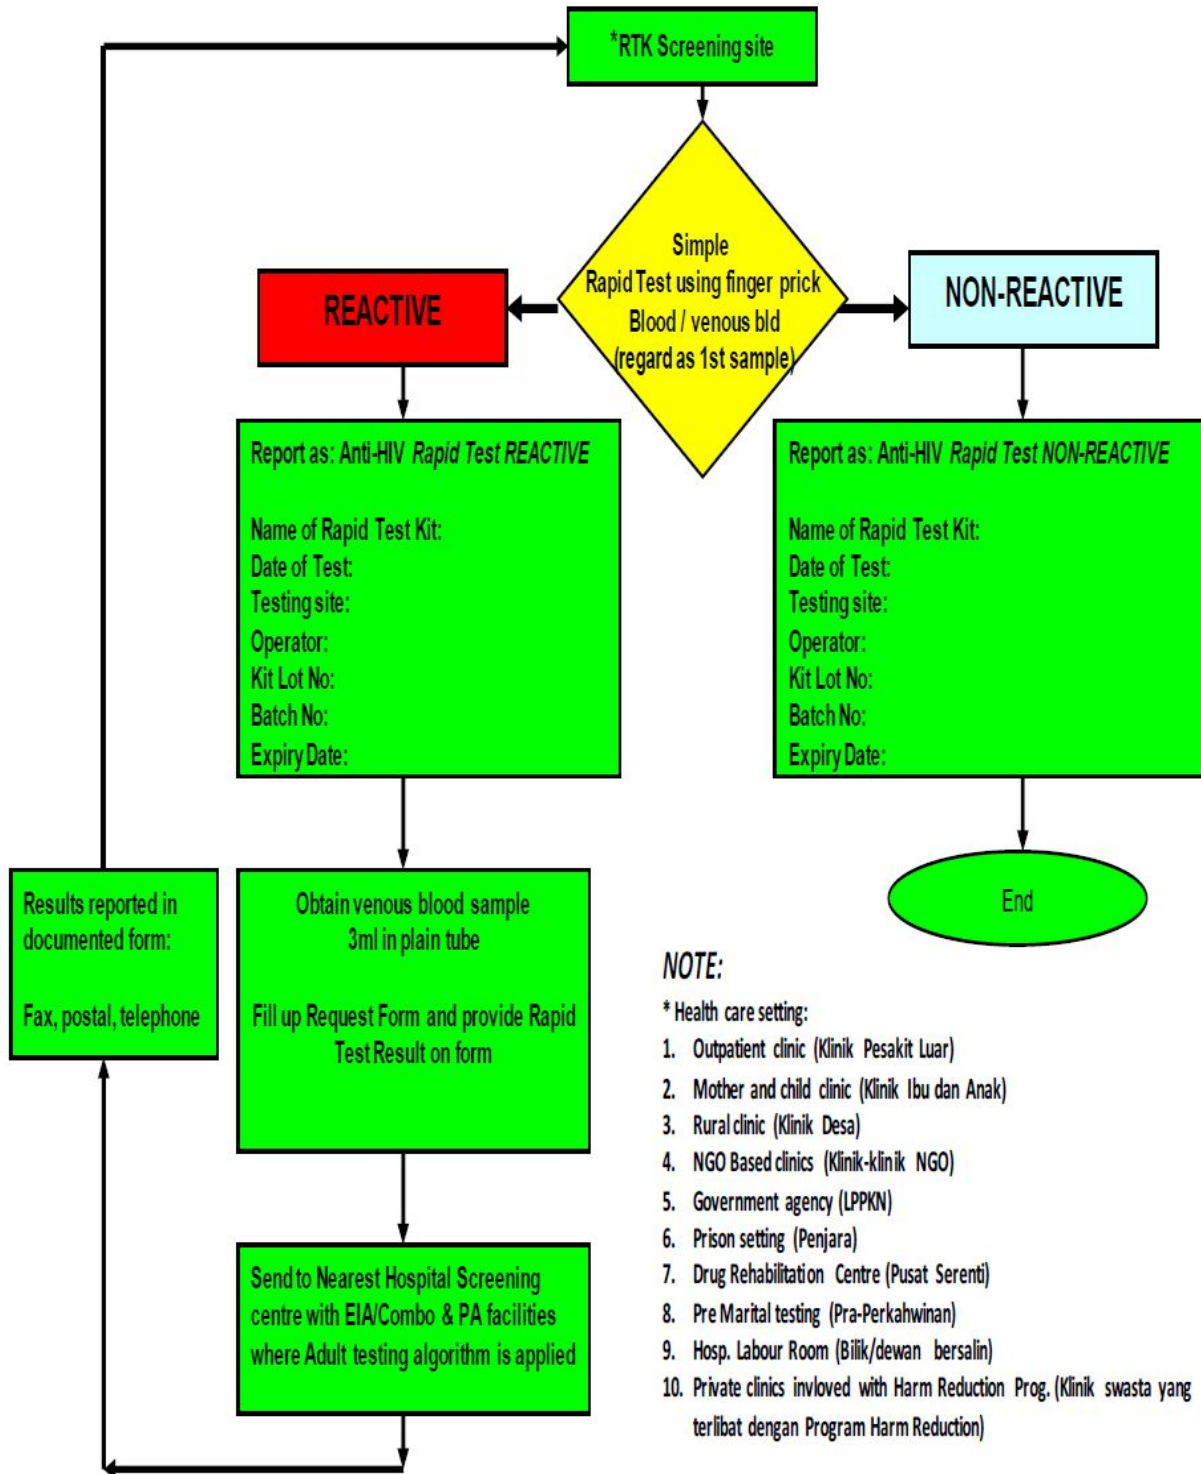 *RTK Screening site
Simple
Rapid Test using finger prick
Blood / venous bld
(regard as 1st sample)
REACTIVE
NON-REACTIVE
Report as: Anti-HIV Rapid Test REACTIVE
Name of Rapid Test Kit:
Date of Test:
Testing site:
Operator:
Kit Lot No:
Batch No:
Expiry Date:
Report as: Anti-HIV Rapid Test NON-REACTIVE
Name of Rapid Test Kit:
Date of Test:
Testing site:
Operator:
Kit Lot No:
Batch No:
Expiry Date:
Results reported in
documented form:
Fax, postal, telephone
Obtain venous blood sample
3ml in plain tube
Fill up Request Form and provide Rapid
Test Result on form
End
Send to Nearest Hospital Screening
centre with EIA/Combo & PA facilities
where Adult testing algorithm is applied
NOTE:
* Health care setting:
1. Outpatient clinic (Klinik Pesakit Luar)
2. Mother and child clinic (Klinik Ibu dan Anak)
3. Rural clinic (Klinik Desa)
4. NGO Based clinics (Klinik-klinik NGO)
5. Government agency (LPPKN)
6. Prison setting (Penjara)
7. Drug Rehabilitation Centre (Pusat Serenti)
8. Pre Marital testing (Pra-Perkahwinan)
9. Hosp. Labour Room (Bilik/dewan bersalin)
10. Private clinics invloved with Harm Reduction Prog. (Klinik swasta yang
terlibat dengan Program Harm Reduction)